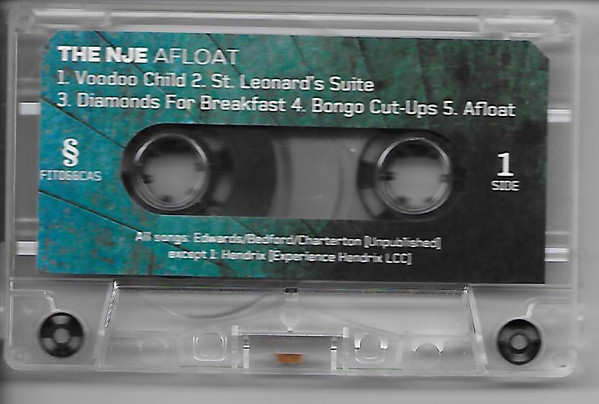 THE NJE AFLOAT
1. Voodoo Child 2. St. Leonard's Suite
3. Diamonds For Breakfast 4. Bongo Cut-Ups 5. Afloat
§
FIT066CAS
1
SIDE
All songs: Edwards/Bedford/Charterton [Unpublished]
except 1: Hendrix [Experience Hendrix LCC]